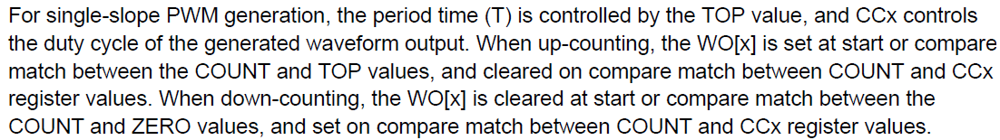 For single-slope PWM generation, the period time (T) is controlled by the TOP value, and CCx controls
the duty cycle of the generated waveform output. When up-counting, the WO[x] is set at start or compare
match between the COUNT and TOP values, and cleared on compare match between COUNT and CCx
register values. When down-counting, the WO[x] is cleared at start or compare match between the
COUNT and ZERO values, and set on compare match between COUNT and CCx register values.